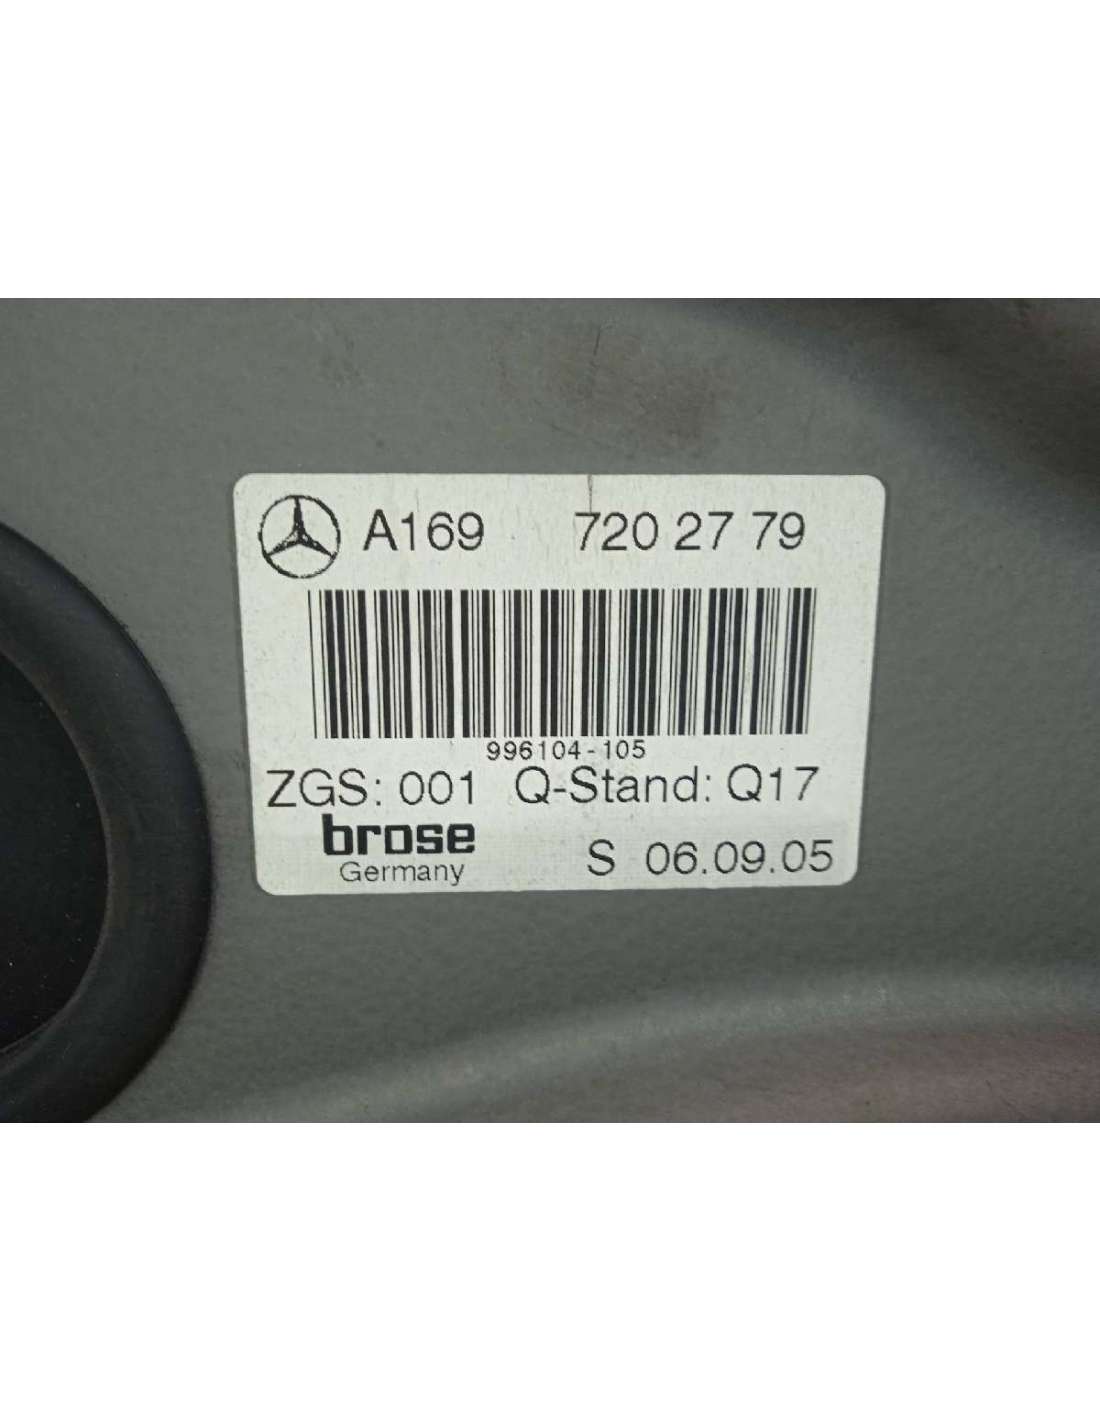 A169 720 27 79
996104-105
ZGS: 001 Q-Stand: Q17
brose
Germany S 06.09.05